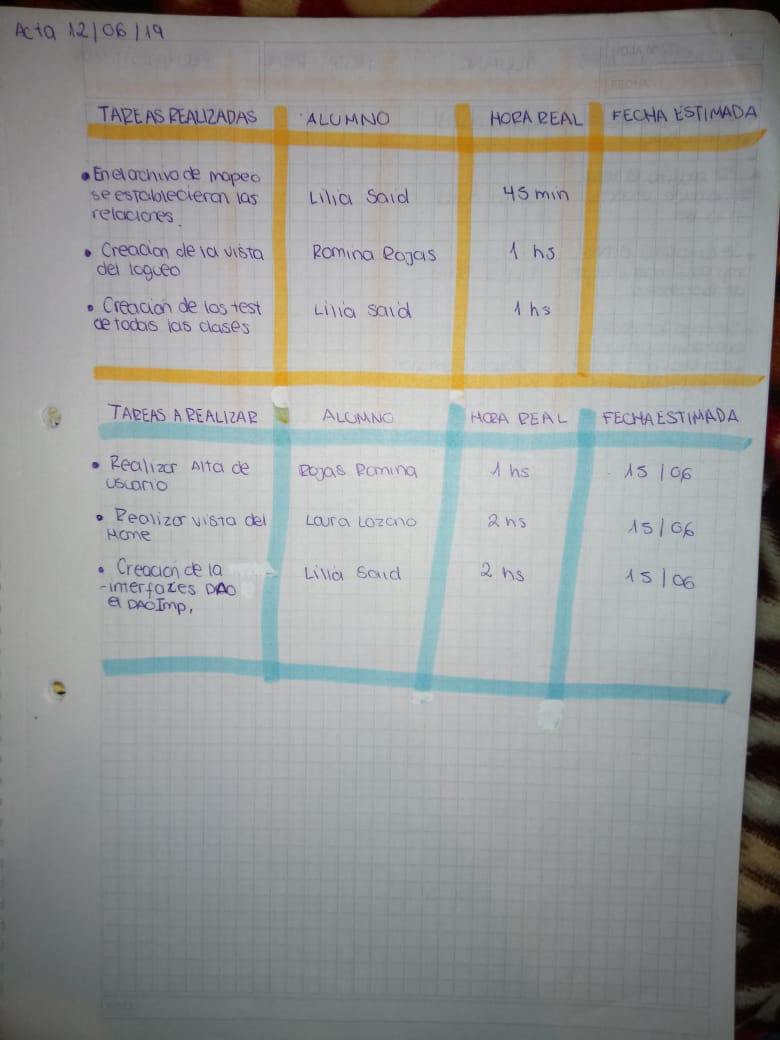 Acta 12/06/19
TAREAS REALIZADAS ALUMNO HORA REAL FECHA ESTIMADA
• En el archivo de mapeo
se establecieron las Lilia Said 45 min
relaciones.
• Creacion de la vista Romina Rojas 1 hs
del logueo
• Creacion de los test Lilia Said 1 hs
de todas las clases
TAREAS A REALIZAR ALUMNO HORA REAL FECHA ESTIMADA
• Realizar Alta de Rojas Romina 1 hs 15/06
usuario
• Realizar vista del Laura Lozano 2 hs 15/06
Home
• Creación de la Lilia Said 2 hs 15/06
-interfazes DAO
el DAOImp,